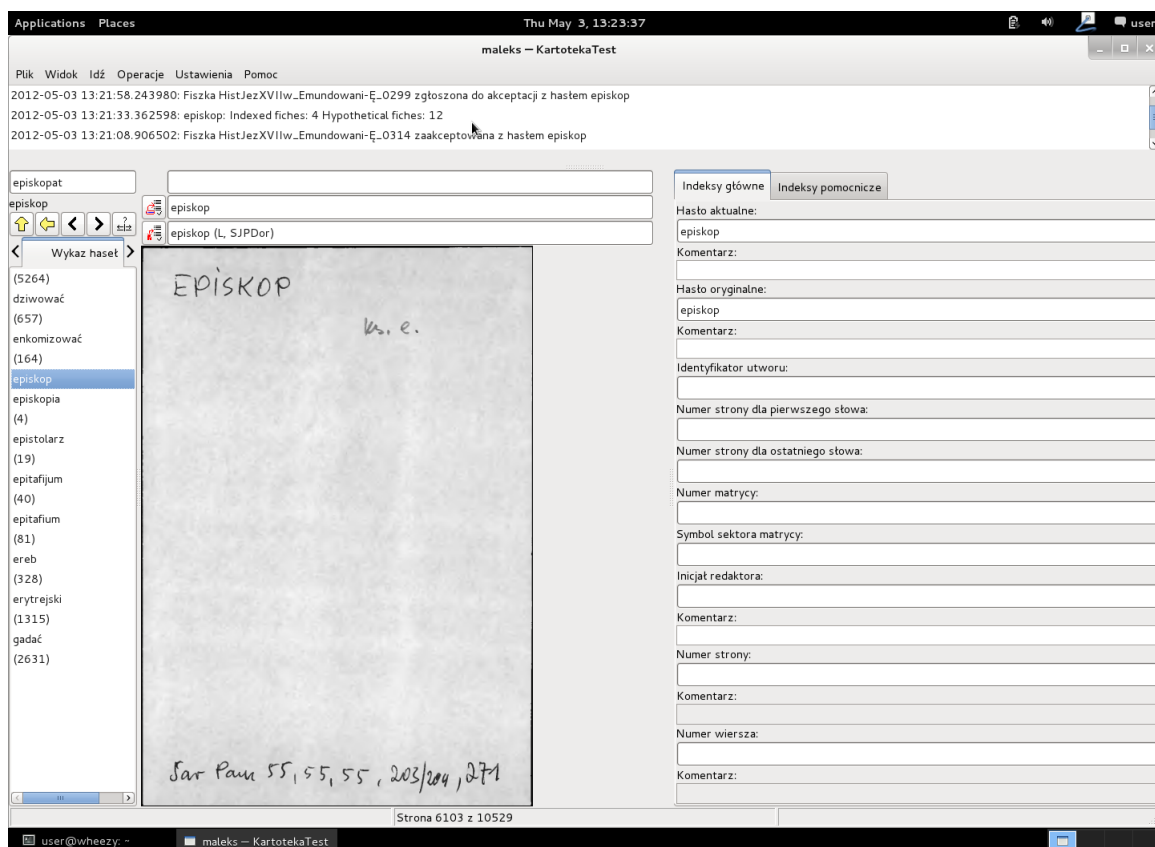 Applications Places Thu May 3, 13:23:37 user
maleks — KartotekaTest
Plik Widok Idź Operacje Ustawienia Pomoc
2012-05-03 13:21:58.243980: Fiszka HistJezXVIIw_Emundowani-Ę_0299 zgłoszona do akceptacji z hasłem episkop
2012-05-03 13:21:33.362598: episkop: Indexed fiches: 4 Hypothetical fiches: 12
2012-05-03 13:21:08.906502: Fiszka HistJezXVIIw_Emundowani-Ę_0314 zaakceptowana z hasłem episkop
episkopat
episkop
Wykaz haseł
(5264)
dziwować
(657)
enkomizować
(164)
episkop
episkopia
(4)
epistolarz
(19)
epitafijum
(40)
epitafium
(81)
ereb
(328)
erytrejski
(1315)
gadać
(2631)
episkop
episkop (L, SJPDor)
EPISKOP
ks. e.
Sar Pam 55, 55, 55, 203/204, 271
Indeksy główne Indeksy pomocnicze
Hasło aktualne:
episkop
Komentarz:
Hasło oryginalne:
episkop
Komentarz:
Identyfikator utworu:
Numer strony dla pierwszego słowa:
Numer strony dla ostatniego słowa:
Numer matrycy:
Symbol sektora matrycy:
Inicjał redaktora:
Komentarz:
Numer strony:
Komentarz:
Numer wiersza:
Komentarz:
Strona 6103 z 10529
user@wheezy: ~ maleks — KartotekaTest